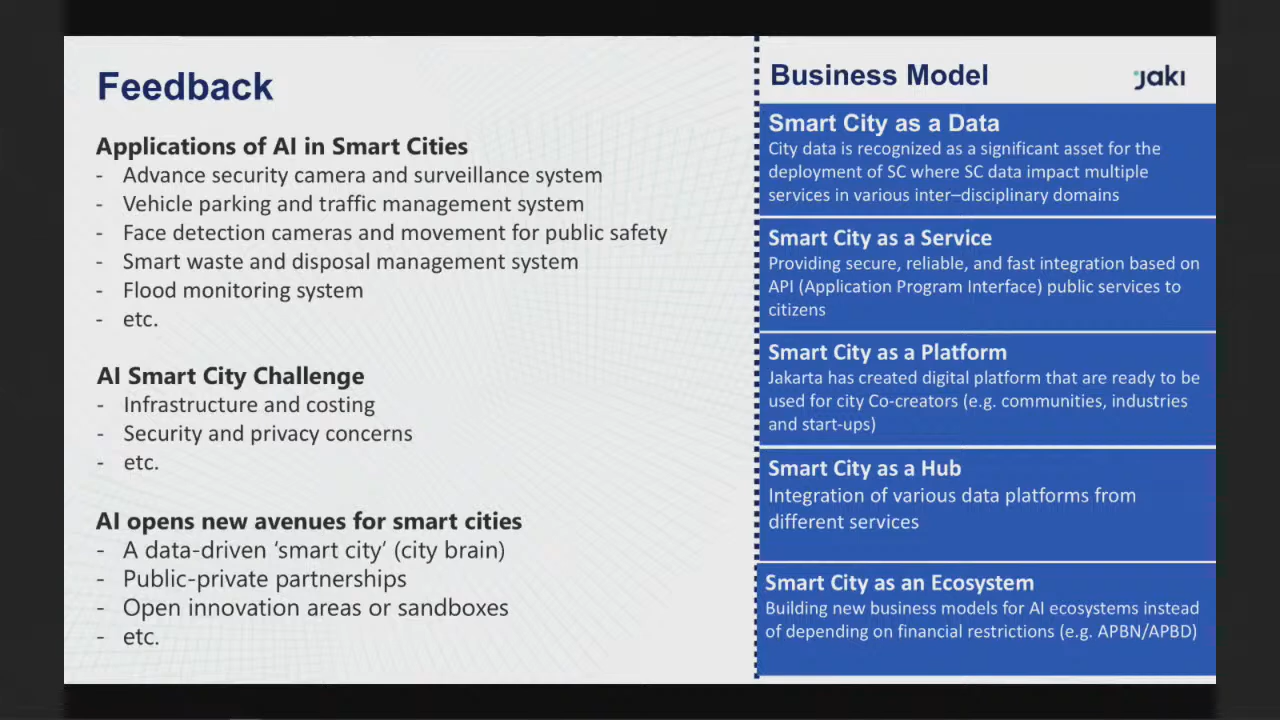 Feedback
Applications of AI in Smart Cities
- Advance security camera and surveillance system
- Vehicle parking and traffic management system
- Face detection cameras and movement for public safety
- Smart waste and disposal management system
- Flood monitoring system
- etc.
AI Smart City Challenge
- Infrastructure and costing
- Security and privacy concerns
- etc.
AI opens new avenues for smart cities
- A data-driven ‘smart city’ (city brain)
- Public-private partnerships
- Open innovation areas or sandboxes
- etc.
Business Model
Jaki
Smart City as a Data
City data is recognized as a significant asset for the
deployment of SC where SC data impact multiple
services in various inter–disciplinary domains
Smart City as a Service
Providing secure, reliable, and fast integration based on
API (Application Program Interface) public services to
citizens
Smart City as a Platform
Jakarta has created digital platform that are ready to be
used for city Co-creators (e.g. communities, industries
and start-ups)
Smart City as a Hub
Integration of various data platforms from
different services
Smart City as an Ecosystem
Building new business models for AI ecosystems instead
of depending on financial restrictions (e.g. APBN/APBD)